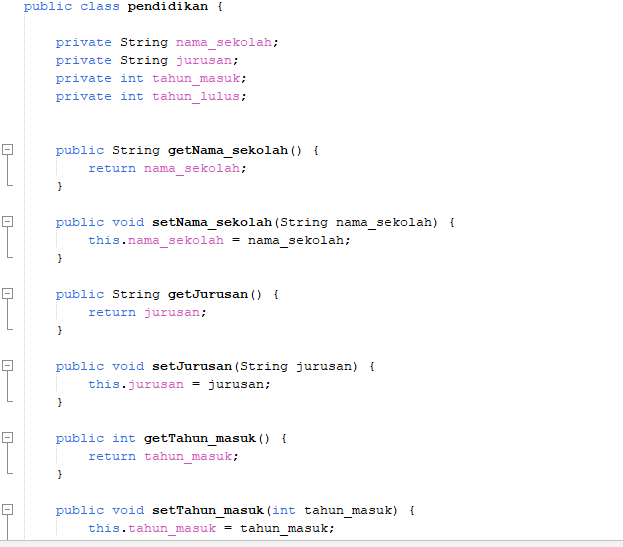 public class pendidikan {
private String nama_sekolah;
private String jurusan;
private int tahun_masuk;
private int tahun_lulus;
public String getNama_sekolah() {
return nama_sekolah;
}
public void setNama_sekolah(String nama_sekolah) {
this.nama_sekolah = nama_sekolah;
}
public String getJurusan() {
return jurusan;
}
public void setJurusan(String jurusan) {
this.jurusan = jurusan;
}
public int getTahun_masuk() {
return tahun_masuk;
}
public void setTahun_masuk(int tahun_masuk) {
this.tahun_masuk = tahun_masuk;